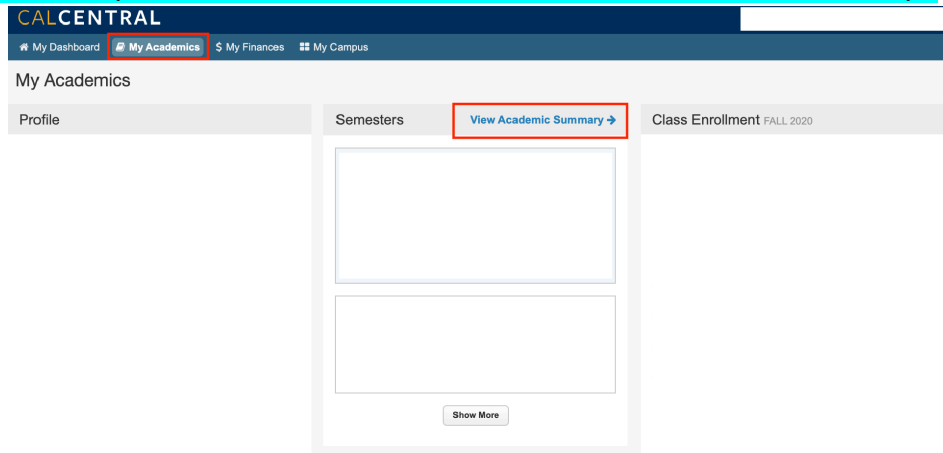 CALCENTRAL
My Dashboard My Academics $ My Finances My Campus
My Academics
Profile
Semesters View Academic Summary →
Class Enrollment FALL 2020
Show More